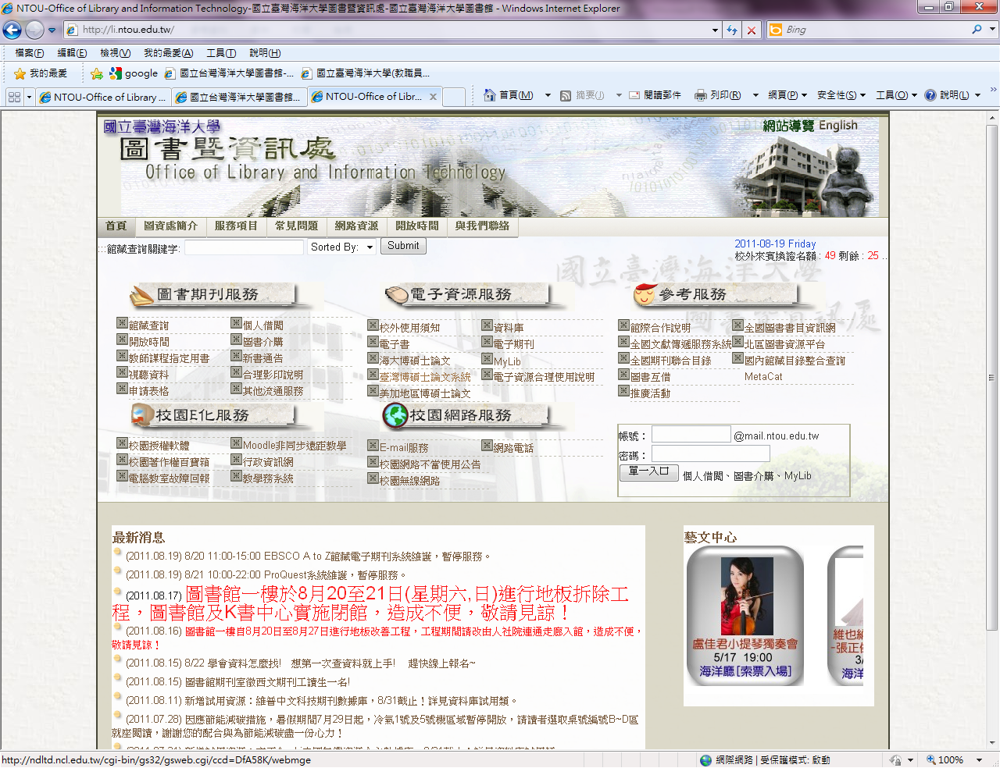 NTOU-Office of Library and Information Technology-國立臺灣海洋大學圖書暨資訊處-國立臺灣海洋大學圖書館 - Windows Internet Explorer
http://li.ntou.edu.tw/
Bing
檔案(F) 編輯(E) 檢視(V) 我的最愛(A) 工具(T) 說明(H)
我的最愛 google 國立台灣海洋大學圖書館-... 國立臺灣海洋大學(教職員...
NTOU-Office of Library ... 國立台灣海洋大學圖書館... NTOU-Office of Libr... 首頁(M) 摘要(J) 閱讀郵件 列印(R) 網頁(P) 安全性(S) 工具(O) 說明(L)
國立臺灣海洋大學
網站導覽 English
圖書暨資訊處
Office of Library and Information Technology
首頁 圖資處簡介 服務項目 常見問題 網路資源 開放時間 與我們聯絡
:::館藏查詢關鍵字: Sorted By: Submit
2011-08-19 Friday
校外來賓換證名額 : 49 剩餘 : 25 ..
國立臺灣海洋大學
圖書暨資訊處
圖書期刊服務 電子資源服務 參考服務
館藏查詢 個人借閱 校外使用須知 資料庫 館際合作說明 全國圖書書目資訊網
開放時間 圖書介購 電子書 電子期刊 全國文獻傳遞服務系統 北區圖書資源平台
教師課程指定用書 新書通告 海大博碩士論文 MyLib 全國期刊聯合目錄 國內館藏目錄整合查詢
視聽資料 合理影印說明 臺灣博碩士論文系統 電子資源合理使用說明 圖書互借 MetaCat
申請表格 其他流通服務 美加地區博碩士論文 推廣活動
校園E化服務 校園網路服務
校園授權軟體 Moodle非同步遠距教學 E-mail服務 網路電話
校園著作權百寶箱 行政資訊網 校園網路不當使用公告
電腦教室故障回報 教學務系統 校園無線網路
帳號： @mail.ntou.edu.tw
密碼：
單一入口 個人借閱、圖書介購、MyLib
最新消息
(2011.08.19) 8/20 11:00-15:00 EBSCO A to Z館藏電子期刊系統維護，暫停服務。
(2011.08.19) 8/21 10:00-22:00 ProQuest系統維護，暫停服務。
(2011.08.17) 圖書館一樓於8月20至21日(星期六,日)進行地板拆除工
程，圖書館及K書中心實施閉館，造成不便，敬請見諒！
(2011.08.16) 圖書館一樓自8月20日至8月27日進行地板改善工程，工程期間請改由人社院連通走廊入館，造成不便，
敬請見諒！
(2011.08.15) 8/22 學會資料怎麼找! 想第一次查資料就上手! 趕快線上報名~
(2011.08.15) 圖書館期刊室徵西文期刊工讀生一名!
(2011.08.11) 新增試用資源：維普中文科技期刊數據庫，8/31截止！詳見資料庫試用類。
(2011.07.28) 因應節能減碳措施，暑假期間7月29日起，冷氣1號及5號機區域暫停開放，請讀者選取桌號編號B~D區
就座閱讀，謝謝您的配合與為節能減碳盡一份心力！
藝文中心
盧佳君小提琴獨奏會
5/17 19:00
海洋廳[索票入場]
維也納
-張正傑
3/
海洋
http://ndltd.ncl.edu.tw/cgi-bin/gs32/gsweb.cgi/ccd=DfA58K/webmge 網際網路 | 受保護模式: 啟動 100%